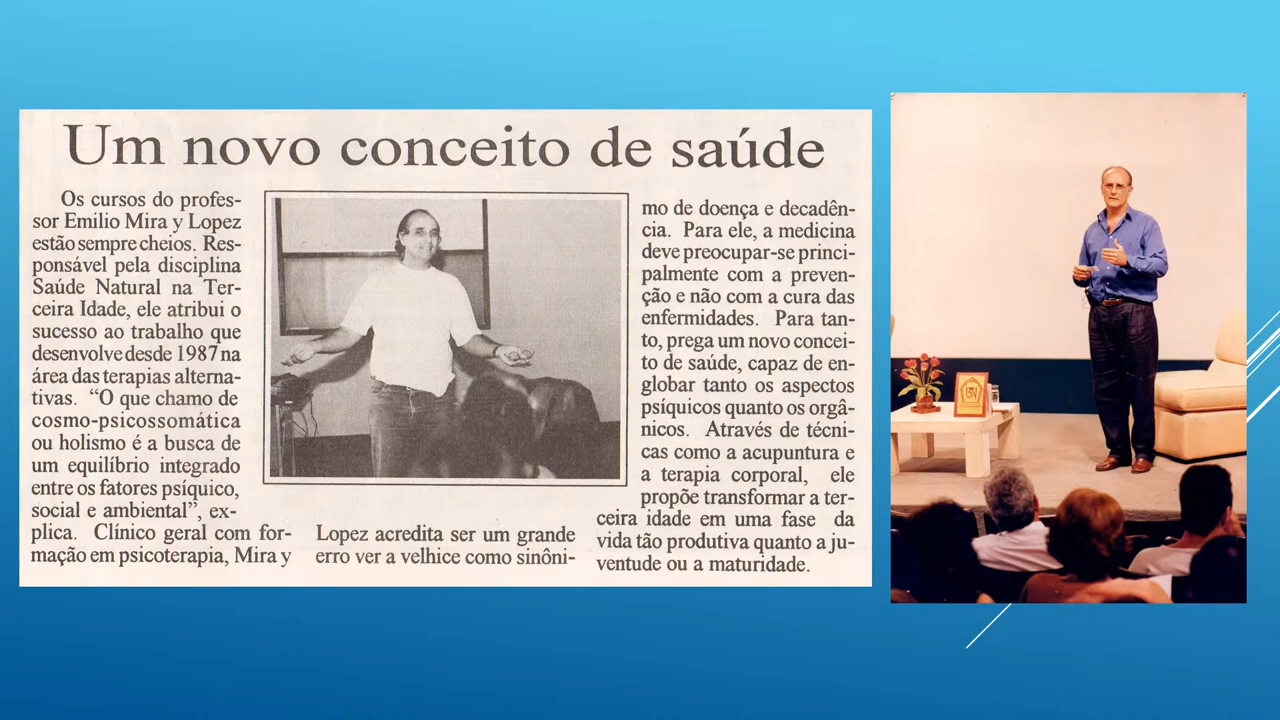 Um novo conceito de saúde
Os cursos do profes-
sor Emilio Mira y Lopez
estão sempre cheios. Res-
ponsável pela disciplina
Saúde Natural na Ter-
ceira Idade, ele atribui o
sucesso ao trabalho que
desenvolve desde 1987 na
área das terapias alterna-
tivas. “O que chamo de
cosmo-psicossomática
ou holismo é a busca de
um equilíbrio integrado
entre os fatores psíquico,
social e ambiental”, ex-
plica. Clínico geral com for-
mação em psicoterapia, Mira y
Lopez acredita ser um grande
erro ver a velhice como sinôni-
mo de doença e decadên-
cia. Para ele, a medicina
deve preocupar-se princi-
palmente com a preven-
ção e não com a cura das
enfermidades. Para tan-
to, prega um novo concei-
to de saúde, capaz de en-
globar tanto os aspectos
psíquicos quanto os orgâ-
nicos. Através de técni-
cas como a acupuntura e
a terapia corporal, ele
propõe transformar a ter-
ceira idade em uma fase da
vida tão produtiva quanto a ju-
ventude ou a maturidade.